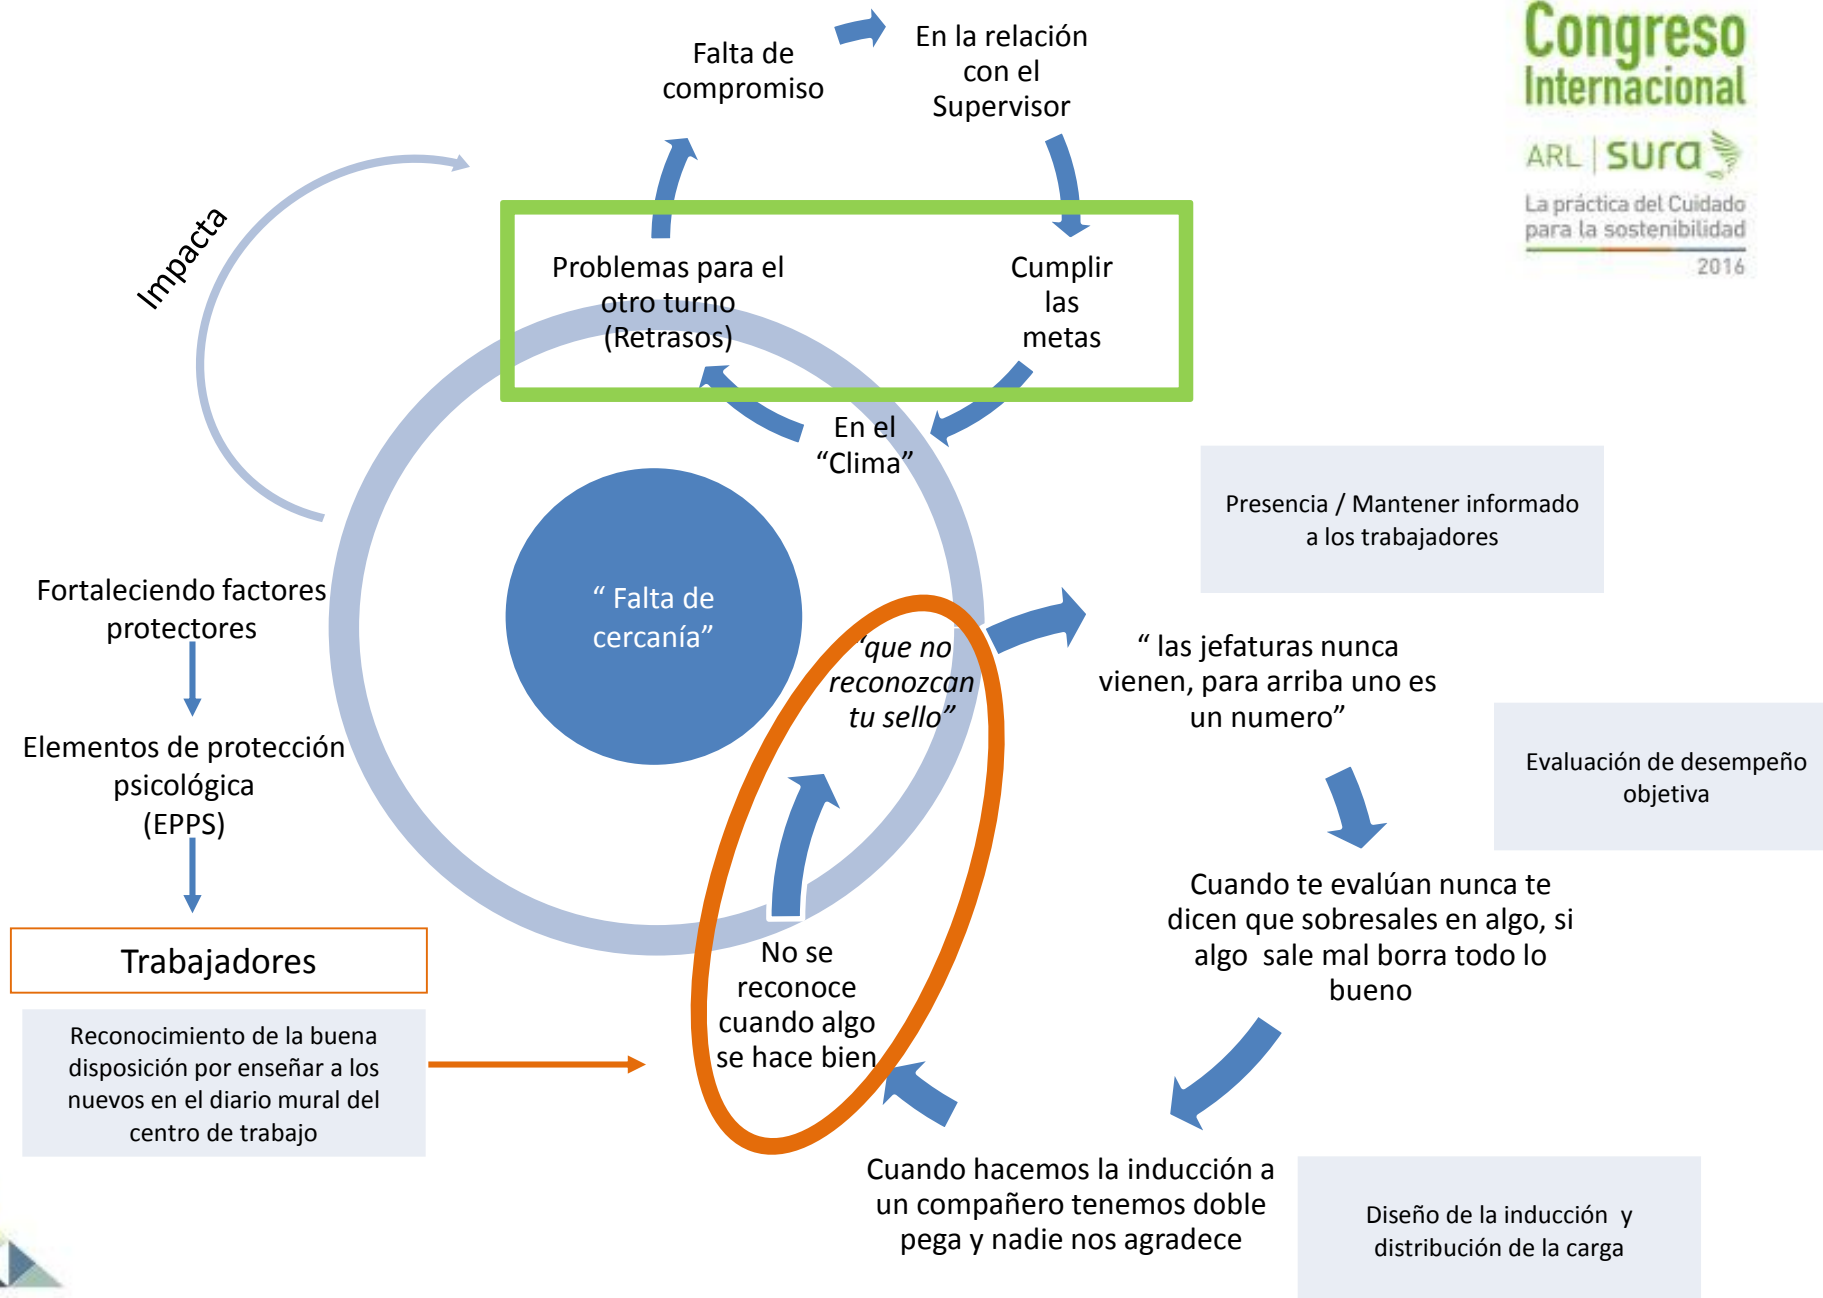 Congreso
Internacional
ARL | sura
La práctica del Cuidado
para la sostenibilidad
2016
Falta de
compromiso
En la relación
con el
Supervisor
Impacta
Problemas para el
otro turno
(Retrasos)
Cumplir
las
metas
En el
“Clima”
Presencia / Mantener informado
a los trabajadores
Fortaleciendo factores
protectores
“ Falta de
cercanía”
“que no
reconozcan
tu sello”
“ las jefaturas nunca
vienen, para arriba uno es
un numero”
Elementos de protección
psicológica
(EPPS)
Evaluación de desempeño
objetiva
Cuando te evalúan nunca te
dicen que sobresales en algo, si
algo  sale mal borra todo lo
bueno
Trabajadores
No se
reconoce
cuando algo
se hace bien
Reconocimiento de la buena
disposición por enseñar a los
nuevos en el diario mural del
centro de trabajo
Cuando hacemos la inducción a
un compañero tenemos doble
pega y nadie nos agradece
Diseño de la inducción  y
distribución de la carga